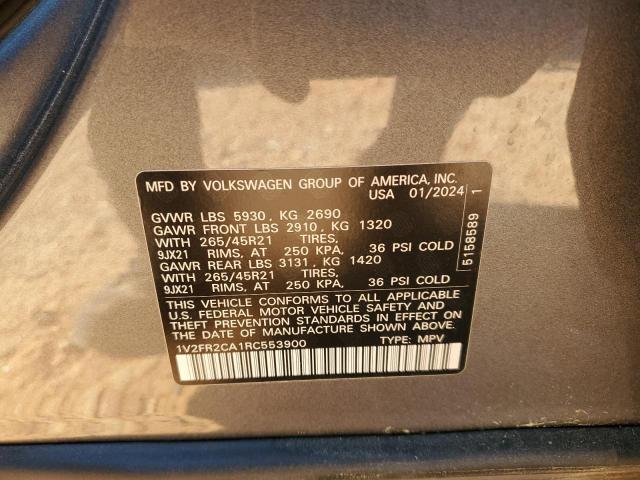 MFD BY VOLKSWAGEN GROUP OF AMERICA, INC.
USA 01/2024
GVWR LBS 5930 , KG 2690
GAWR FRONT LBS 2910 , KG 1320
WITH 265/45R21 TIRES,
9JX21 RIMS, AT 250 KPA, 36 PSI COLD
GAWR REAR LBS 3131 , KG 1420
WITH 265/45R21 TIRES,
9JX21 RIMS, AT 250 KPA, 36 PSI COLD
THIS VEHICLE CONFORMS TO ALL APPLICABLE
U.S. FEDERAL MOTOR VEHICLE SAFETY AND
THEFT PREVENTION STANDARDS IN EFFECT ON
THE DATE OF MANUFACTURE SHOWN ABOVE.
1V2FR2CA1RC553900 TYPE: MPV
5158589 1